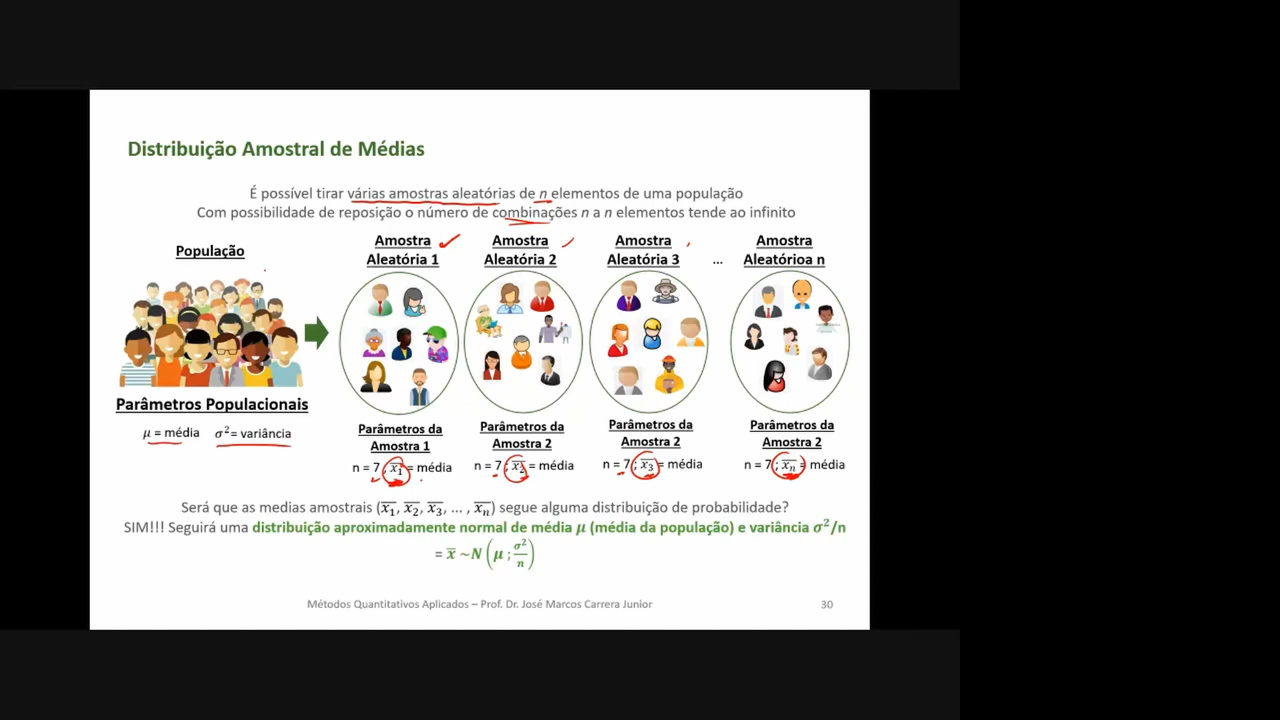 Distribuição Amostral de Médias
É possível tirar várias amostras aleatórias de n elementos de uma população
Com possibilidade de reposição o número de combinações n a n elementos tende ao infinito
População
Amostra
Aleatória 1
Amostra
Aleatória 2
Amostra
Aleatória 3
...
Amostra
Aleatórioa n
Parâmetros Populacionais
μ = média σ²= variância
Parâmetros da
Amostra 1
n = 7 ; x̅₁ = média
Parâmetros da
Amostra 2
n = 7 ; x̅₂ = média
Parâmetros da
Amostra 2
n = 7 ; x̅₃ = média
Parâmetros da
Amostra 2
n = 7 ; x̅ₙ = média
Será que as medias amostrais (x̅₁, x̅₂, x̅₃, ... , x̅ₙ) segue alguma distribuição de probabilidade?
SIM!!! Seguirá uma distribuição aproximadamente normal de média μ (média da população) e variância σ²/n
= x̅ ~N(μ ; σ²/n)
Métodos Quantitativos Aplicados – Prof. Dr. José Marcos Carrera Junior
30